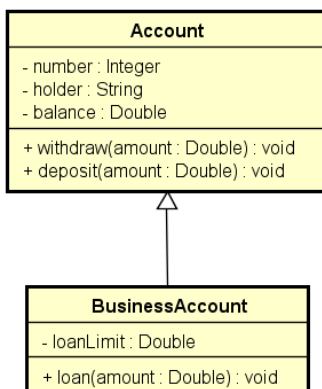 Account
- number : Integer
- holder : String
- balance : Double
+ withdraw(amount : Double) : void
+ deposit(amount : Double) : void
BusinessAccount
- loanLimit : Double
+ loan(amount : Double) : void